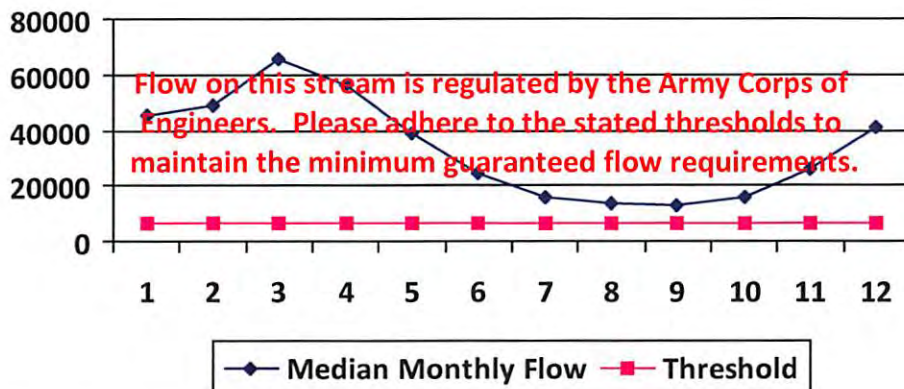 80000
60000
40000
20000
0
Flow on this stream is regulated by the Army Corps of
Engineers. Please adhere to the stated thresholds to
maintain the minimum guaranteed flow requirements.
1 2 3 4 5 6 7 8 9 10 11 12
Median Monthly Flow Threshold